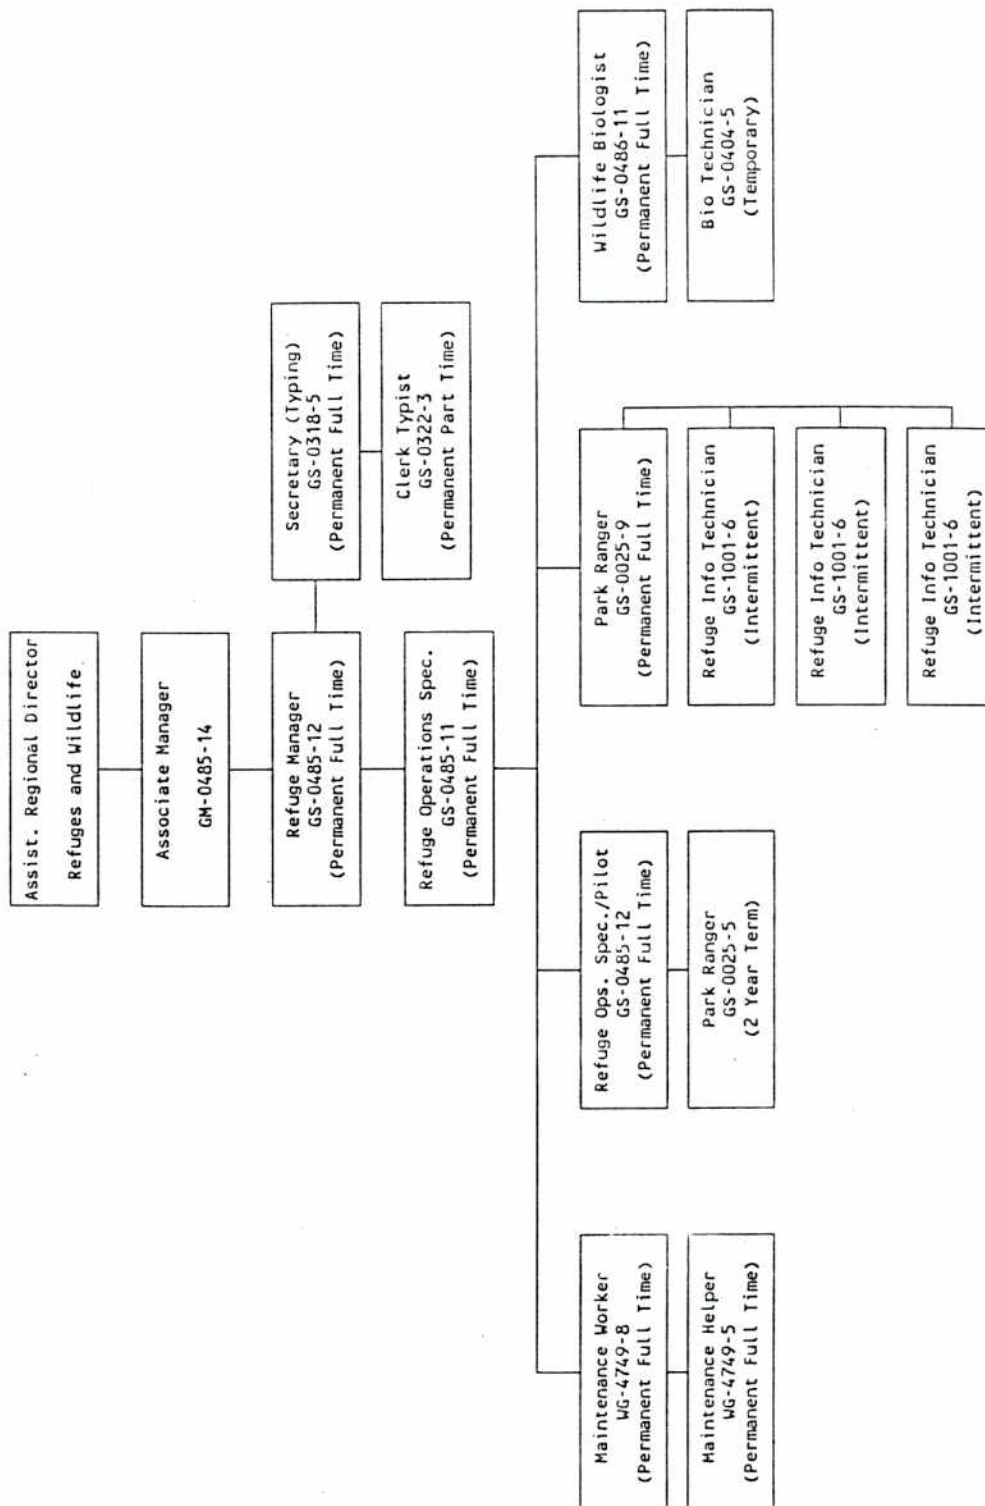 Assist. Regional Director
Refuges and Wildlife
Associate Manager
GM-0485-14
Refuge Manager
GS-0485-12
(Permanent Full Time)
Secretary (Typing)
GS-0318-5
(Permanent Full Time)
Clerk Typist
GS-0322-3
(Permanent Part Time)
Refuge Operations Spec.
GS-0485-11
(Permanent Full Time)
Maintenance Worker
WG-4749-8
(Permanent Full Time)
Maintenance Helper
WG-4749-5
(Permanent Full Time)
Refuge Ops. Spec./Pilot
GS-0485-12
(Permanent Full Time)
Park Ranger
GS-0025-5
(2 Year Term)
Park Ranger
GS-0025-9
(Permanent Full Time)
Refuge Info Technician
GS-1001-6
(Intermittent)
Refuge Info Technician
GS-1001-6
(Intermittent)
Refuge Info Technician
GS-1001-6
(Intermittent)
Wildlife Biologist
GS-0486-11
(Permanent Full Time)
Bio Technician
GS-0404-5
(Temporary)